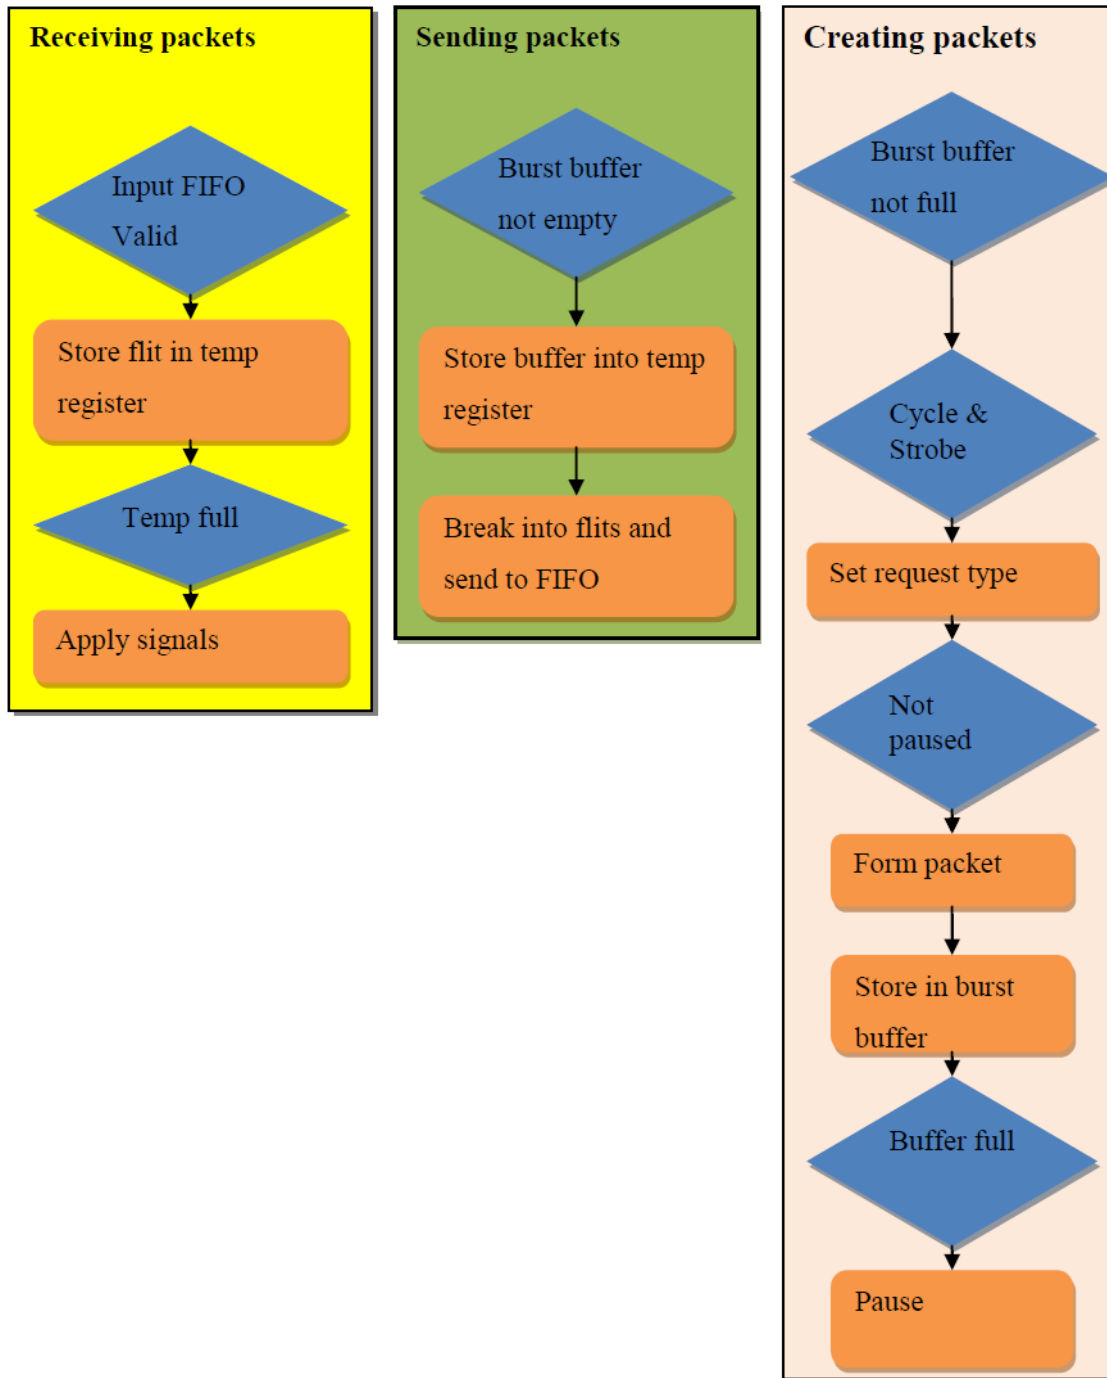 Receiving packets
Input FIFO
Valid
Store flit in temp
register
Temp full
Apply signals
Sending packets
Burst buffer
not empty
Store buffer into temp
register
Break into flits and
send to FIFO
Creating packets
Burst buffer
not full
Cycle &
Strobe
Set request type
Not
paused
Form packet
Store in burst
buffer
Buffer full
Pause